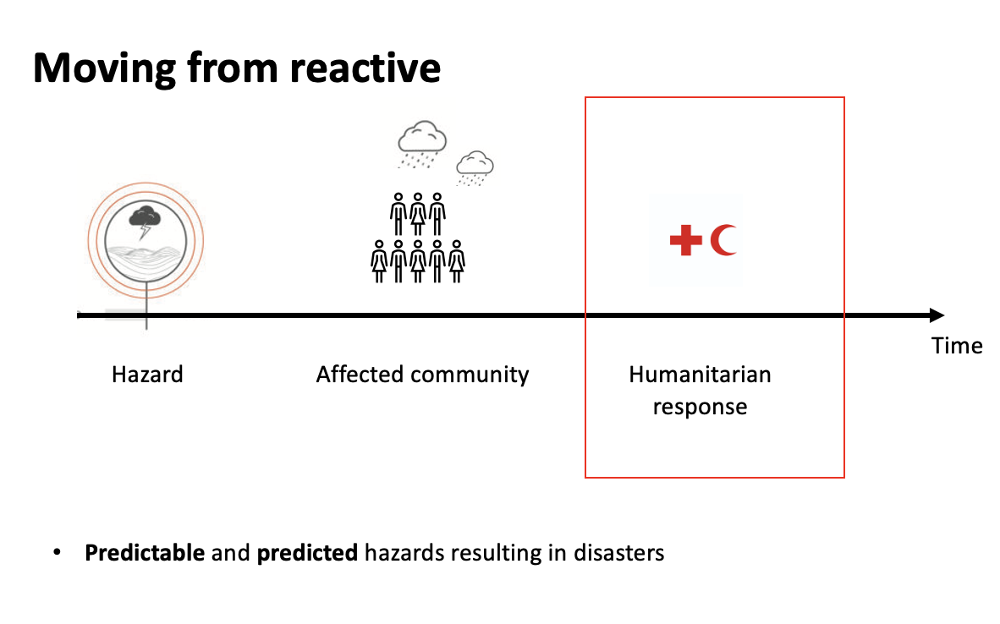 Moving from reactive
Time
Hazard
Affected community
Humanitarian
response
• Predictable and predicted hazards resulting in disasters